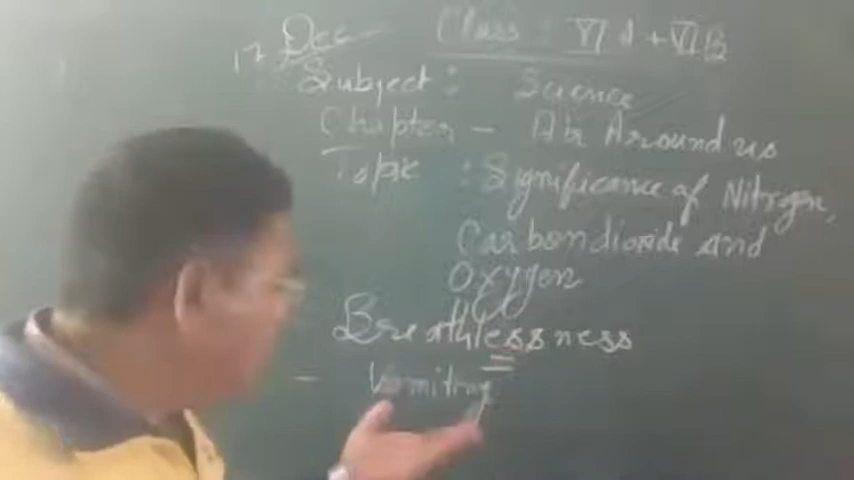 17 Dec Class : VI A + VI B
Subject : Science
Chapter - Air Around us
Topic : Significance of Nitrogen,
Carbondioxide and
Oxygen
Breathlessness
- Vomiting